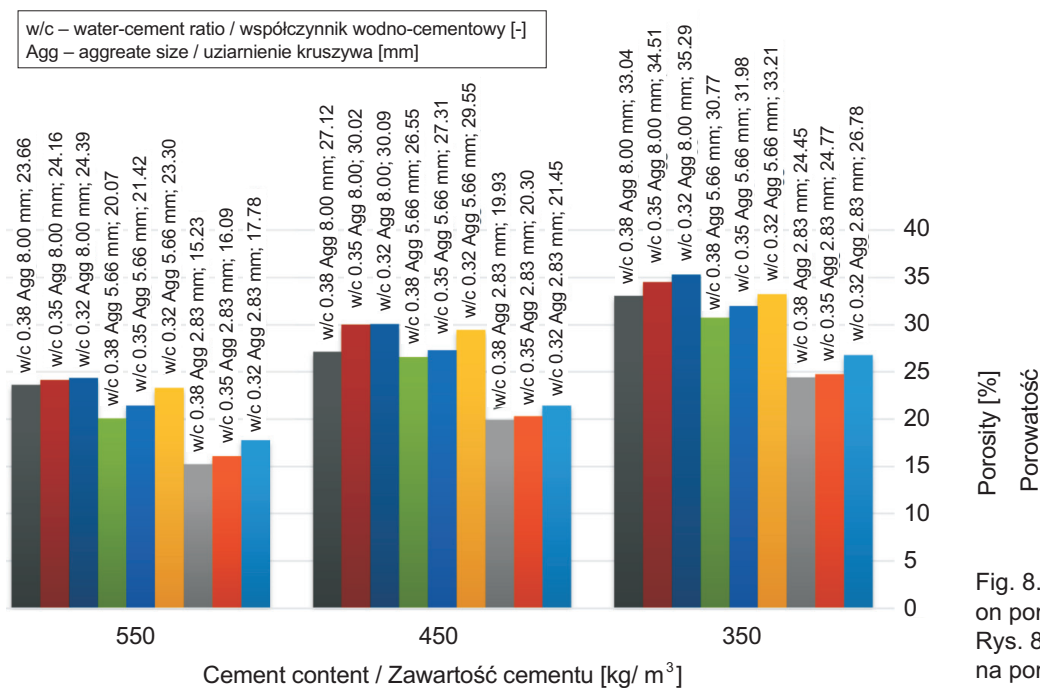 w/c – water-cement ratio / współczynnik wodno-cementowy [-]
Agg – aggreate size / uziarnienie kruszywa [mm]
w/c 0.38 Agg 8.00 mm; 23.66
w/c 0.35 Agg 8.00 mm; 24.16
w/c 0.32 Agg 8.00 mm; 24.39
w/c 0.38 Agg 5.66 mm; 20.07
w/c 0.35 Agg 5.66 mm; 21.42
w/c 0.32 Agg 5.66 mm; 23.30
w/c 0.38 Agg 2.83 mm; 15.23
w/c 0.35 Agg 2.83 mm; 16.09
w/c 0.32 Agg 2.83 mm; 17.78
w/c 0.38 Agg 8.00 mm; 27.12
w/c 0.35 Agg 8.00; 30.02
w/c 0.32 Agg 8.00; 30.09
w/c 0.38 Agg 5.66 mm; 26.55
w/c 0.35 Agg 5.66 mm; 27.31
w/c 0.32 Agg 5.66 mm; 29.55
w/c 0.38 Agg 2.83 mm; 19.93
w/c 0.35 Agg 2.83 mm; 20.30
w/c 0.32 Agg 2.83 mm; 21.45
w/c 0.38 Agg 8.00 mm; 33.04
w/c 0.35 Agg 8.00 mm; 34.51
w/c 0.32 Agg 8.00 mm; 35.29
w/c 0.38 Agg 5.66 mm; 30.77
w/c 0.35 Agg 5.66 mm; 31.98
w/c 0.32 Agg 5.66 mm; 33.21
w/c 0.38 Agg 2.83 mm; 24.45
w/c 0.35 Agg 2.83 mm; 24.77
w/c 0.32 Agg 2.83 mm; 26.78
40
35
30
25
20
15
10
5
0
Porosity [%]
Porowatość
550
450
350
Cement content / Zawartość cementu [kg/ m³]
Fig. 8.
on por
Rys. 8
na por